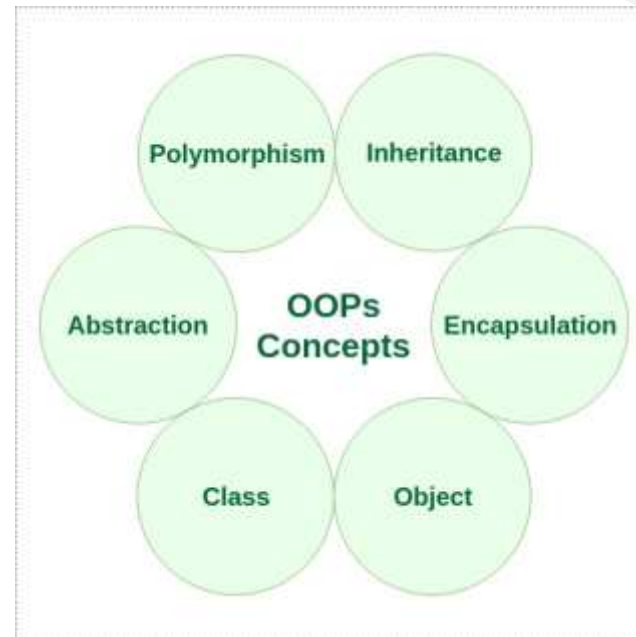 Polymorphism
Inheritance
Abstraction
OOPs
Concepts
Encapsulation
Class
Object